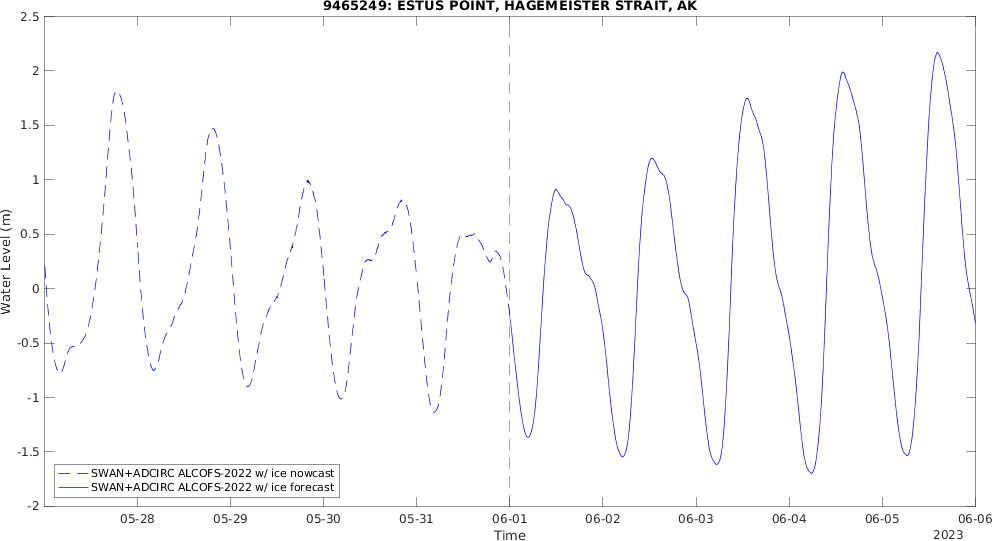 9465249: ESTUS POINT, HAGEMEISTER STRAIT, AK
2.5
2
1.5
1
0.5
0
-0.5
-1
-1.5
-2
Water Level (m)
SWAN+ADCIRC ALCOFS-2022 w/ ice nowcast
SWAN+ADCIRC ALCOFS-2022 w/ ice forecast
05-28 05-29 05-30 05-31 06-01 06-02 06-03 06-04 06-05 06-06
Time
2023